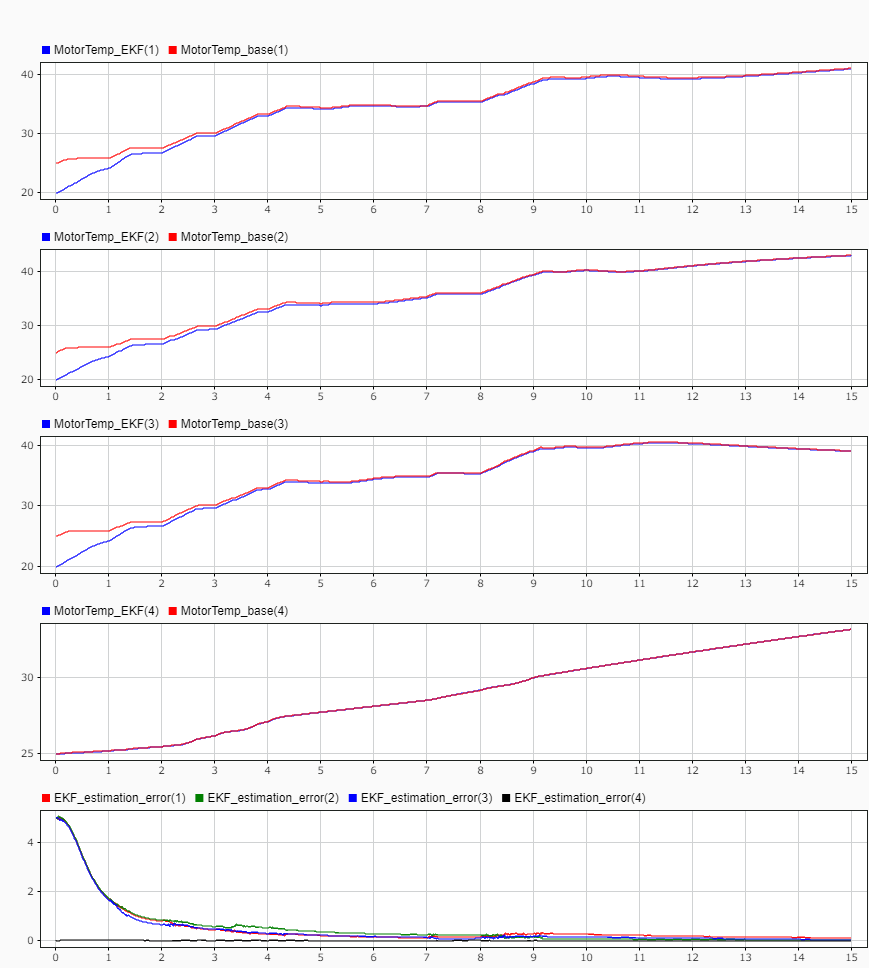 MotorTemp_EKF(1) MotorTemp_base(1)
40
30
20
0 1 2 3 4 5 6 7 8 9 10 11 12 13 14 15
MotorTemp_EKF(2) MotorTemp_base(2)
40
30
20
0 1 2 3 4 5 6 7 8 9 10 11 12 13 14 15
MotorTemp_EKF(3) MotorTemp_base(3)
40
30
20
0 1 2 3 4 5 6 7 8 9 10 11 12 13 14 15
MotorTemp_EKF(4) MotorTemp_base(4)
30
25
0 1 2 3 4 5 6 7 8 9 10 11 12 13 14 15
EKF_estimation_error(1) EKF_estimation_error(2) EKF_estimation_error(3) EKF_estimation_error(4)
4
2
0
0 1 2 3 4 5 6 7 8 9 10 11 12 13 14 15